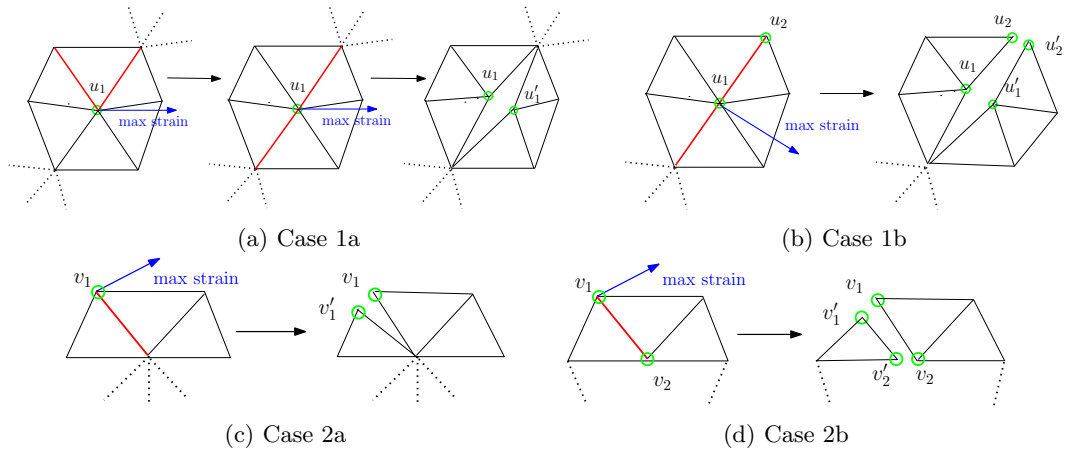 u₁
max strain
u₁
max strain
u₁
u′₁
(a) Case 1a
u₂
u₁
max strain
u₂
u′₂
u₁
u′₁
(b) Case 1b
v₁
max strain
v₁
v′₁
(c) Case 2a
v₁
max strain
v₂
v₁
v′₁
v′₂
v₂
(d) Case 2b